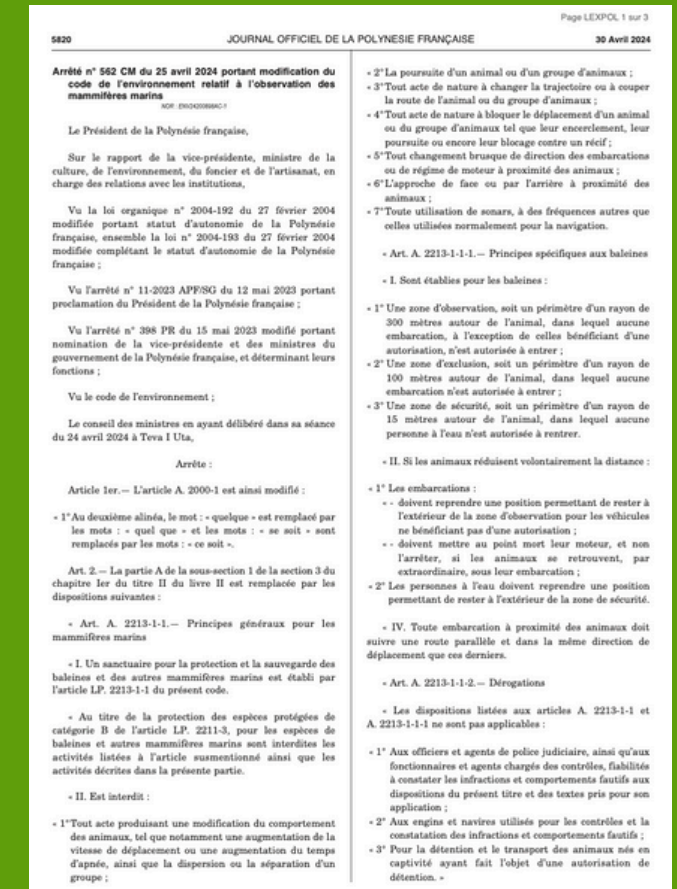 Page LEXPOL 1 sur 3
5820
JOURNAL OFFICIEL DE LA POLYNESIE FRANÇAISE
30 Avril 2024
Arrêté n° 562 CM du 25 avril 2024 portant modification du
code de l'environnement relatif à l'observation des
mammifères marins
Le Président de la Polynésie française,
Sur le rapport de la vice-présidente, ministre de la
culture, de l'environnement, du foncier et de l'artisanat, en
charge des relations avec les institutions,
Vu la loi organique n° 2004-192 du 27 février 2004
modifiée portant statut d'autonomie de la Polynésie
française, ensemble la loi n° 2004-193 du 27 février 2004
modifiée complétant le statut d'autonomie de la Polynésie
française ;
Vu l'arrêté n° 11-2023 APF/SG du 12 mai 2023 portant
proclamation du Président de la Polynésie française ;
Vu l'arrêté n° 398 PR du 15 mai 2023 modifié portant
nomination de la vice-présidente et des ministres du
gouvernement de la Polynésie française, et déterminant leurs
fonctions ;
Vu le code de l'environnement ;
Le conseil des ministres en ayant délibéré dans sa séance
du 24 avril 2024 à Teva I Uta,
Arrête :
Article 1er.— L'article A. 2000-1 est ainsi modifié :
« 1° Au deuxième alinéa, le mot : « quelque » est remplacé par
les mots : « quel que » et les mots : « se soit » sont
remplacés par les mots : « ce soit ».
Art. 2.— La partie A de la sous-section 1 de la section 3 du
chapitre Ier du titre II du livre II est remplacée par les
dispositions suivantes :
« Art. A. 2213-1-1.— Principes généraux pour les
mammifères marins
« I. Un sanctuaire pour la protection et la sauvegarde des
baleines et des autres mammifères marins est établi par
l'article LP. 2213-1-1 du présent code.
« Au titre de la protection des espèces protégées de
catégorie B de l'article LP. 2211-3, pour les espèces de
baleines et autres mammifères marins sont interdites les
activités listées à l'article susmentionné ainsi que les
activités décrites dans la présente partie.
« II. Est interdit :
« 1° Tout acte produisant une modification du comportement
des animaux, tel que notamment une augmentation de la
vitesse de déplacement ou une augmentation du temps
d'apnée, ainsi que la dispersion ou la séparation d'un
groupe ;
« 2° La poursuite d'un animal ou d'un groupe d'animaux ;
« 3° Tout acte de nature à changer la trajectoire ou à couper
la route de l'animal ou du groupe d'animaux ;
« 4° Tout acte de nature à bloquer le déplacement d'un animal
ou du groupe d'animaux tel que leur encerclement, leur
poursuite ou encore leur blocage contre un récif ;
« 5° Tout changement brusque de direction des embarcations
ou de régime de moteur à proximité des animaux ;
« 6° L'approche de face ou par l'arrière à proximité des
animaux ;
« 7° Toute utilisation de sonars, à des fréquences autres que
celles utilisées normalement pour la navigation.
« Art. A. 2213-1-1-1.— Principes spécifiques aux baleines
« I. Sont établies pour les baleines :
« 1° Une zone d'observation, soit un périmètre d'un rayon de
300 mètres autour de l'animal, dans lequel aucune
embarcation, à l'exception de celles bénéficiant d'une
autorisation, n'est autorisée à entrer ;
« 2° Une zone d'exclusion, soit un périmètre d'un rayon de
100 mètres autour de l'animal, dans lequel aucune
embarcation n'est autorisée à entrer ;
« 3° Une zone de sécurité, soit un périmètre d'un rayon de
15 mètres autour de l'animal, dans lequel aucune
personne à l'eau n'est autorisée à rentrer.
« II. Si les animaux réduisent volontairement la distance :
« 1° Les embarcations :
« - doivent reprendre une position permettant de rester à
l'extérieur de la zone d'observation pour les véhicules
ne bénéficiant pas d'une autorisation ;
« - doivent mettre au point mort leur moteur, et non
l'arrêter, si les animaux se retrouvent, par
extraordinaire, sous leur embarcation ;
« 2° Les personnes à l'eau doivent reprendre une position
permettant de rester à l'extérieur de la zone de sécurité.
« IV. Toute embarcation à proximité des animaux doit
suivre une route parallèle et dans la même direction de
déplacement que ces derniers.
« Art. A. 2213-1-1-2.— Dérogations
« Les dispositions listées aux articles A. 2213-1-1 et
A. 2213-1-1-1 ne sont pas applicables :
« 1° Aux officiers et agents de police judiciaire, ainsi qu'aux
fonctionnaires et agents chargés des contrôles, fiabilités
à constater les infractions et comportements fautifs aux
dispositions du présent titre et des textes pris pour son
application ;
« 2° Aux engins et navires utilisés pour les contrôles et la
constatation des infractions et comportements fautifs ;
« 3° Pour la détention et le transport des animaux nés en
captivité ayant fait l'objet d'une autorisation de
détention. »